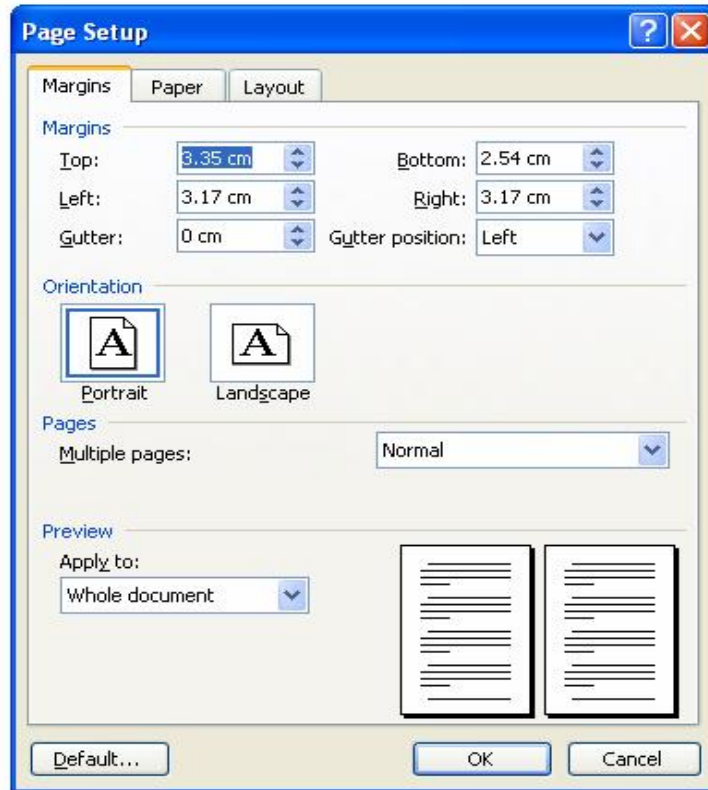 Page Setup
Margins Paper Layout
Margins
Top: 3.35 cm Bottom: 2.54 cm
Left: 3.17 cm Right: 3.17 cm
Gutter: 0 cm Gutter position: Left
Orientation
A A
Portrait Landscape
Pages
Multiple pages: Normal
Preview
Apply to:
Whole document
Default... OK Cancel